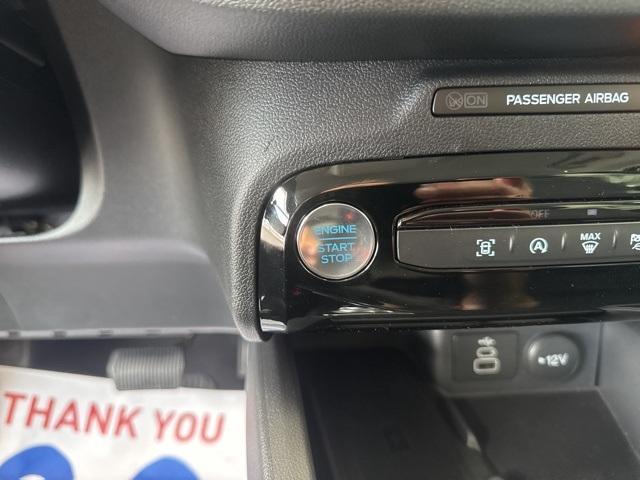 ON PASSENGER AIRBAG
OFF
ENGINE
START
STOP
A
MAX
12V
THANK YOU